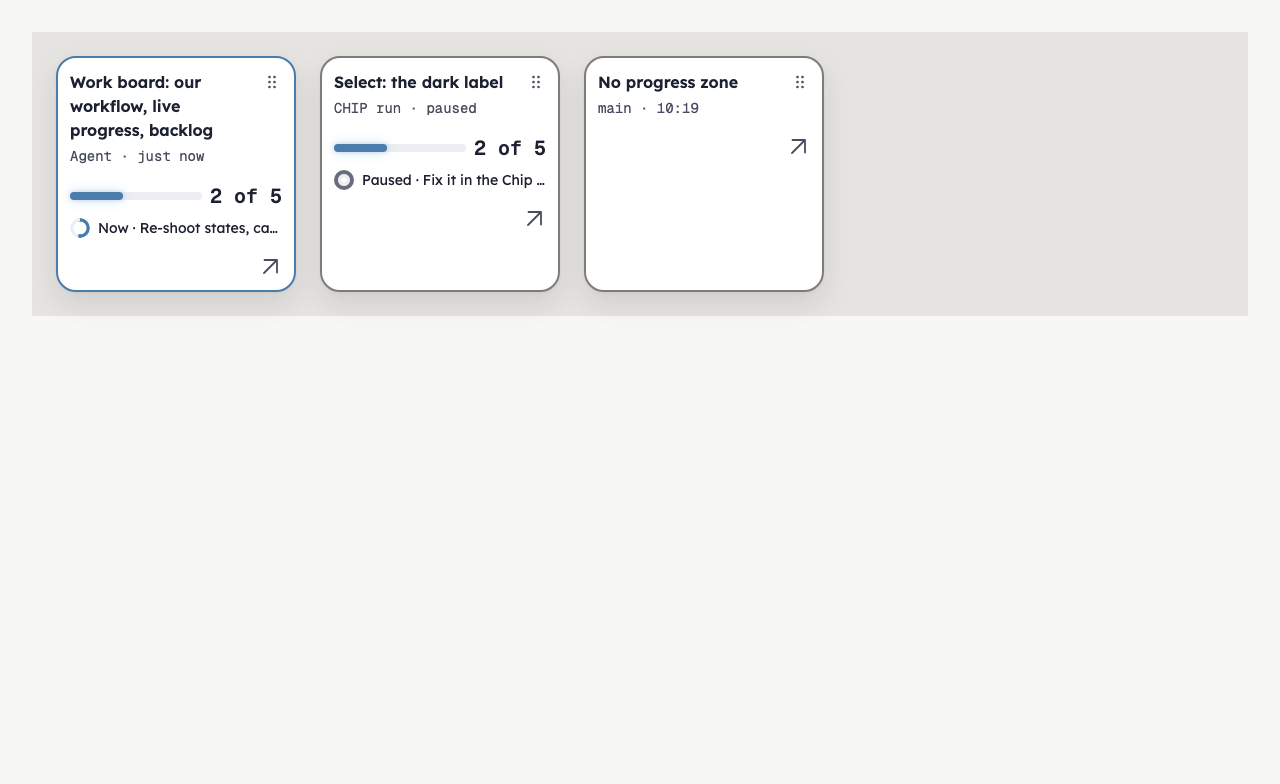 Work board: our
workflow, live
progress, backlog
Agent · just now
2 of 5
Now · Re-shoot states, ca…
Select: the dark label
CHIP run · paused
2 of 5
Paused · Fix it in the Chip …
No progress zone
main · 10:19